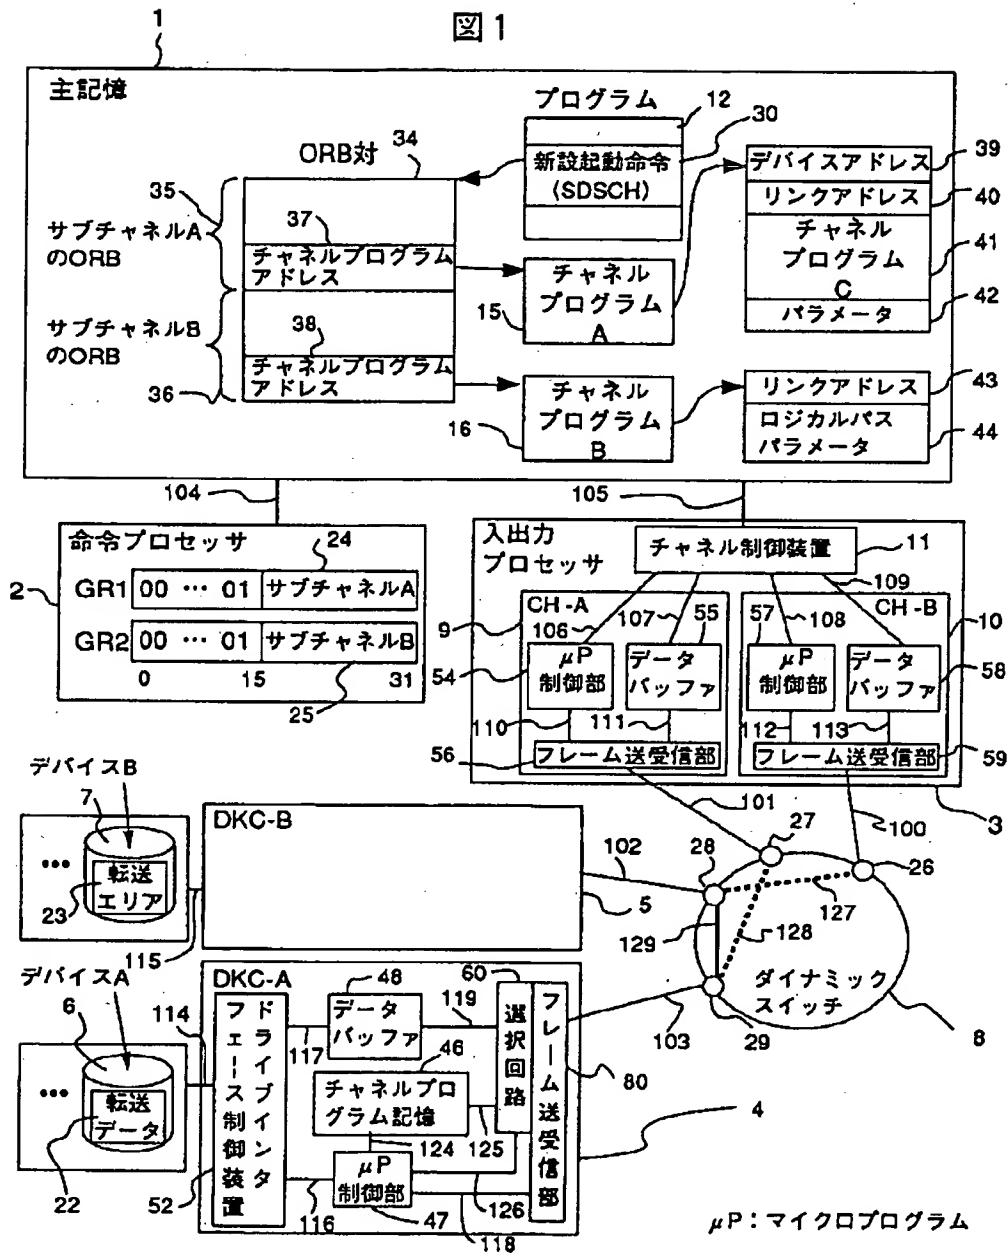 図1
1
主記憶
プログラム
12
30
新設起動命令
(SDSCH)
ORB対
34
35
サブチャネルA
のORB
37
チャネルプログラム
アドレス
サブチャネルB
のORB
36
38
チャネルプログラム
アドレス
チャネル
プログラム
A
15
チャネル
プログラム
B
16
デバイスアドレス
39
リンクアドレス
40
チャネル
プログラム
C
41
パラメータ
42
リンクアドレス
43
ロジカルパス
パラメータ
44
104
105
命令プロセッサ
24
2
GR1
00 … 01
サブチャネルA
GR2
00 … 01
サブチャネルB
0
15
31
25
入出力
プロセッサ
チャネル制御装置
11
109
CH-A
9
106
107
55
54
μP
制御部
データ
バッファ
110
111
56
フレーム送受信部
CH-B
57
108
10
μP
制御部
データ
バッファ
58
112
113
フレーム送受信部
59
3
101
100
デバイスB
7
…
転送
エリア
23
115
DKC-B
5
102
28
27
26
127
128
129
ダイナミック
スイッチ
29
8
103
デバイスA
6
…
転送
データ
22
114
DKC-A
ドライブインタ
フェース制御装置
52
117
48
データ
バッファ
119
46
チャネルプロ
グラム記憶
124
125
μP
制御部
47
116
126
118
60
選択回路
フレーム送受信部
80
4
μP：マイクロプログラム